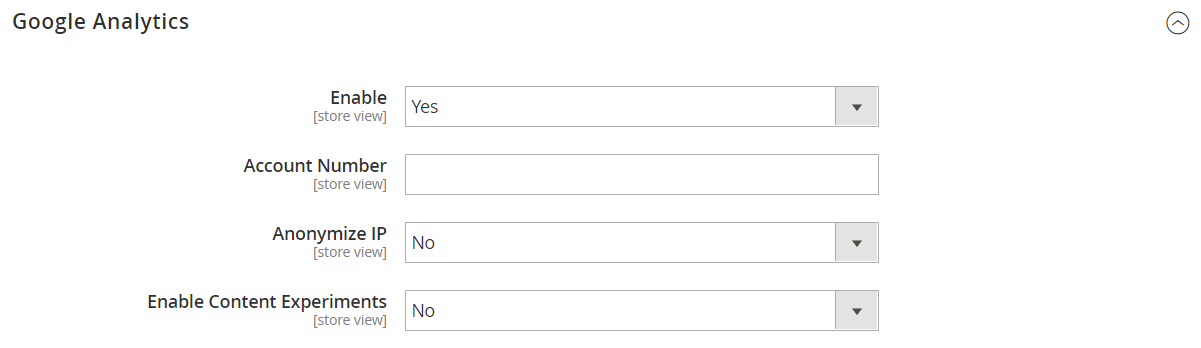 Google Analytics
Enable
[store view]
Yes
Account Number
[store view]
Anonymize IP
[store view]
No
Enable Content Experiments
[store view]
No